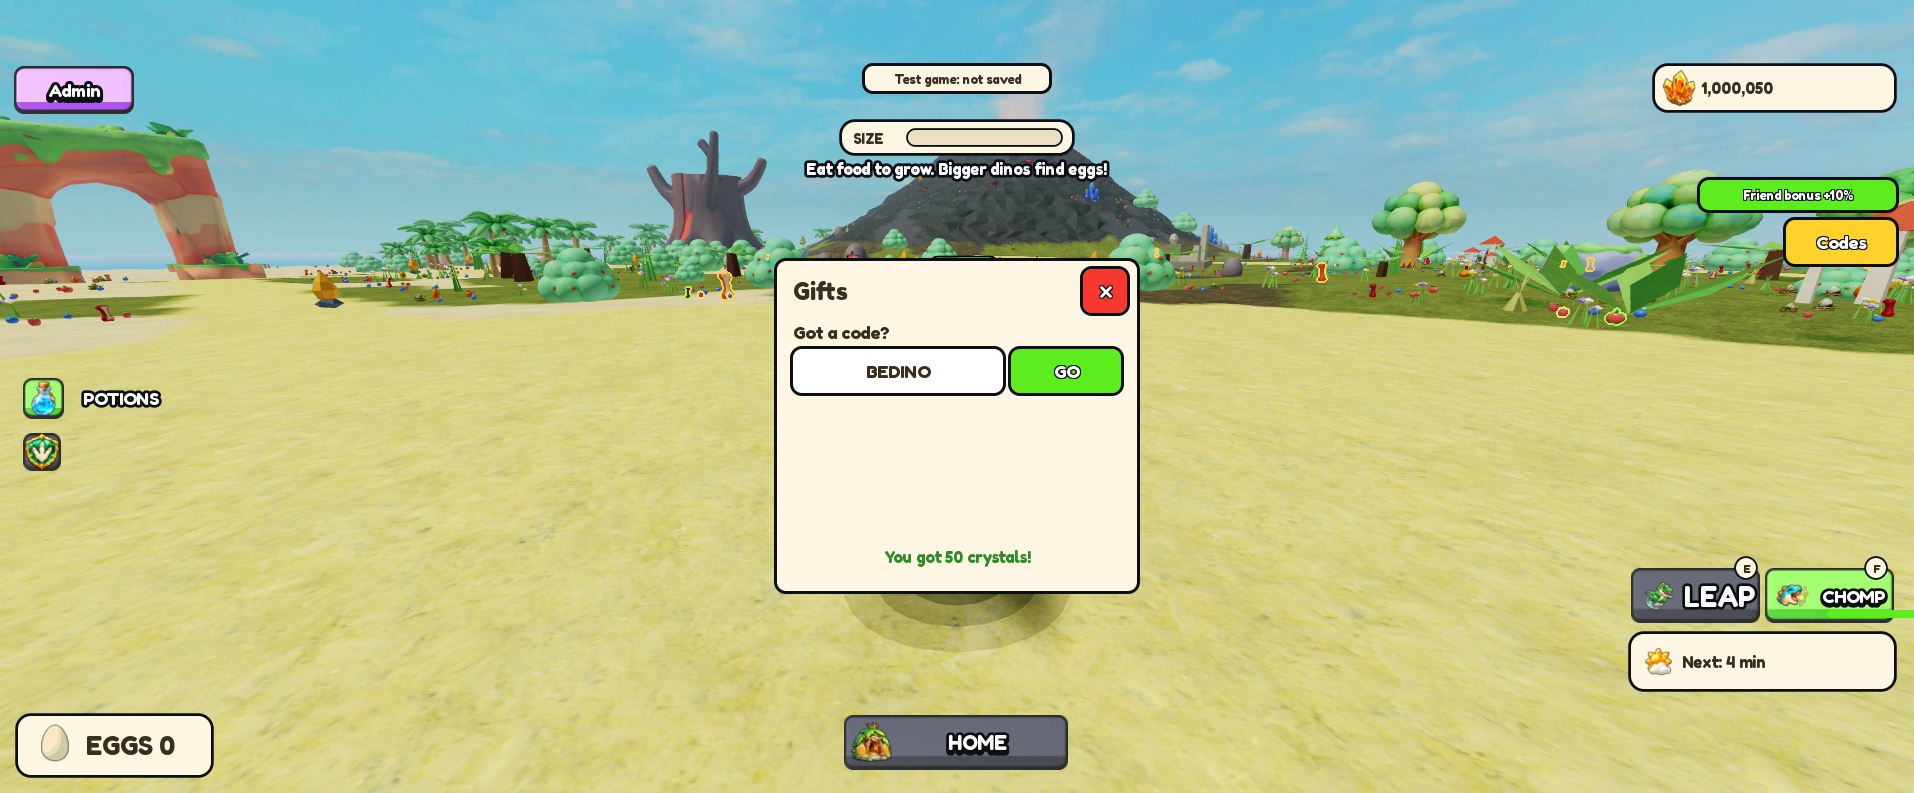 Admin
Test game: not saved
1,000,050
SIZE
Eat food to grow. Bigger dinos find eggs!
Friend bonus +10%
Codes
Gifts
X
Got a code?
BEDINO
GO
POTIONS
You got 50 crystals!
E
F
LEAP
CHOMP
Next: 4 min
EGGS 0
HOME